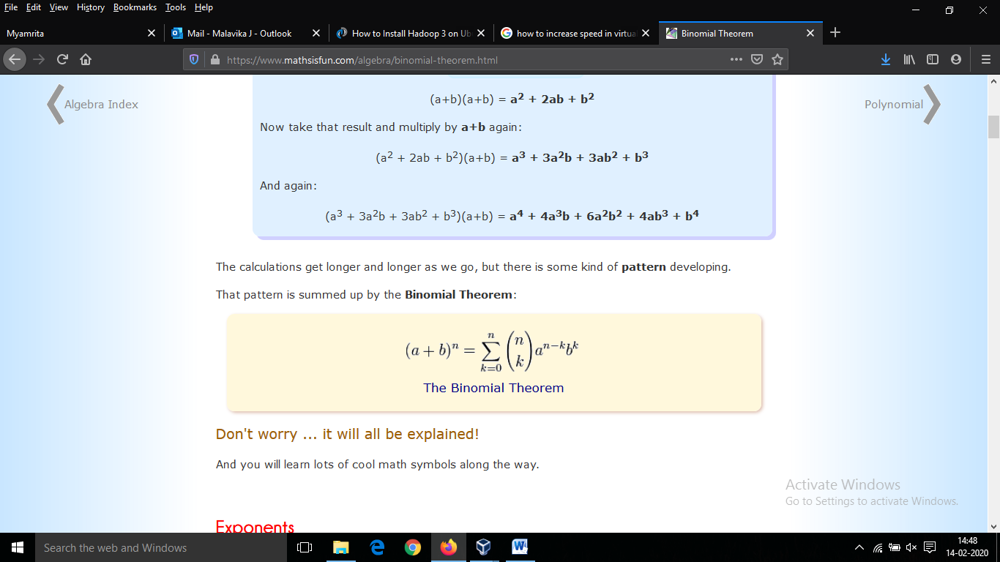 File Edit View History Bookmarks Tools Help
Myamrita
Mail - Malavika J - Outlook
How to Install Hadoop 3 on Ub
how to increase speed in virtua
Binomial Theorem
https://www.mathsisfun.com/algebra/binomial-theorem.html
Algebra Index
Polynomial
(a+b)(a+b) = a² + 2ab + b²
Now take that result and multiply by a+b again:
(a² + 2ab + b²)(a+b) = a³ + 3a²b + 3ab² + b³
And again:
(a³ + 3a²b + 3ab² + b³)(a+b) = a⁴ + 4a³b + 6a²b² + 4ab³ + b⁴
The calculations get longer and longer as we go, but there is some kind of pattern developing.
That pattern is summed up by the Binomial Theorem:
(a + b)ⁿ = ∑ₖ₌₀ⁿ (n k) aⁿ⁻ᵏbᵏ
The Binomial Theorem
Don't worry ... it will all be explained!
And you will learn lots of cool math symbols along the way.
Activate Windows
Go to Settings to activate Windows.
Exponents
Search the web and Windows
14:48
14-02-2020